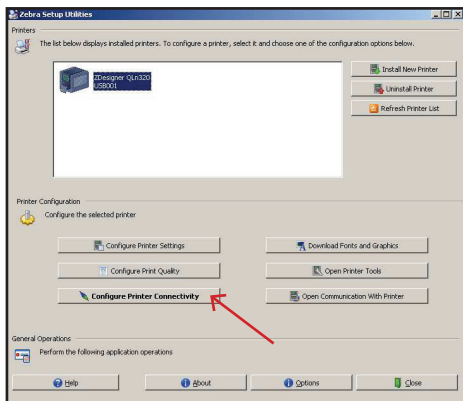 Zebra Setup Utilities
Printers
The list below displays installed printers. To configure a printer, select it and choose one of the configuration options below.
ZDesigner QLn320
USB001
Install New Printer
Uninstall Printer
Refresh Printer List
Printer Configuration
Configure the selected printer
Configure Printer Settings
Download Fonts and Graphics
Configure Print Quality
Open Printer Tools
Configure Printer Connectivity
Open Communication With Printer
General Operations
Perform the following application operations
Help
About
Options
Close